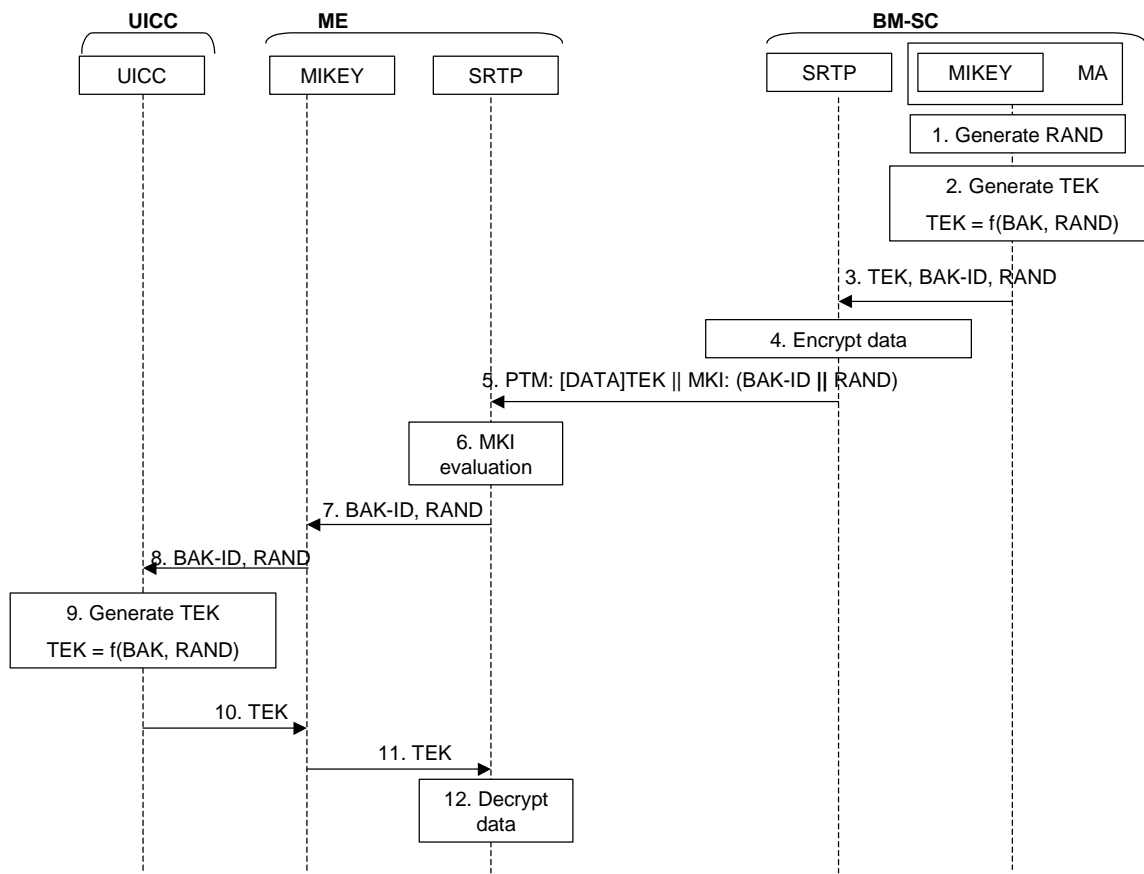 UICC
ME
BM-SC
UICC
MIKEY
SRTP
SRTP
MIKEY
MA
1. Generate RAND
2. Generate TEK
TEK = f(BAK, RAND)
3. TEK, BAK-ID, RAND
4. Encrypt data
5. PTM: [DATA]TEK || MKI: (BAK-ID || RAND)
6. MKI
evaluation
7. BAK-ID, RAND
8. BAK-ID, RAND
9. Generate TEK
TEK = f(BAK, RAND)
10. TEK
11. TEK
12. Decrypt
data